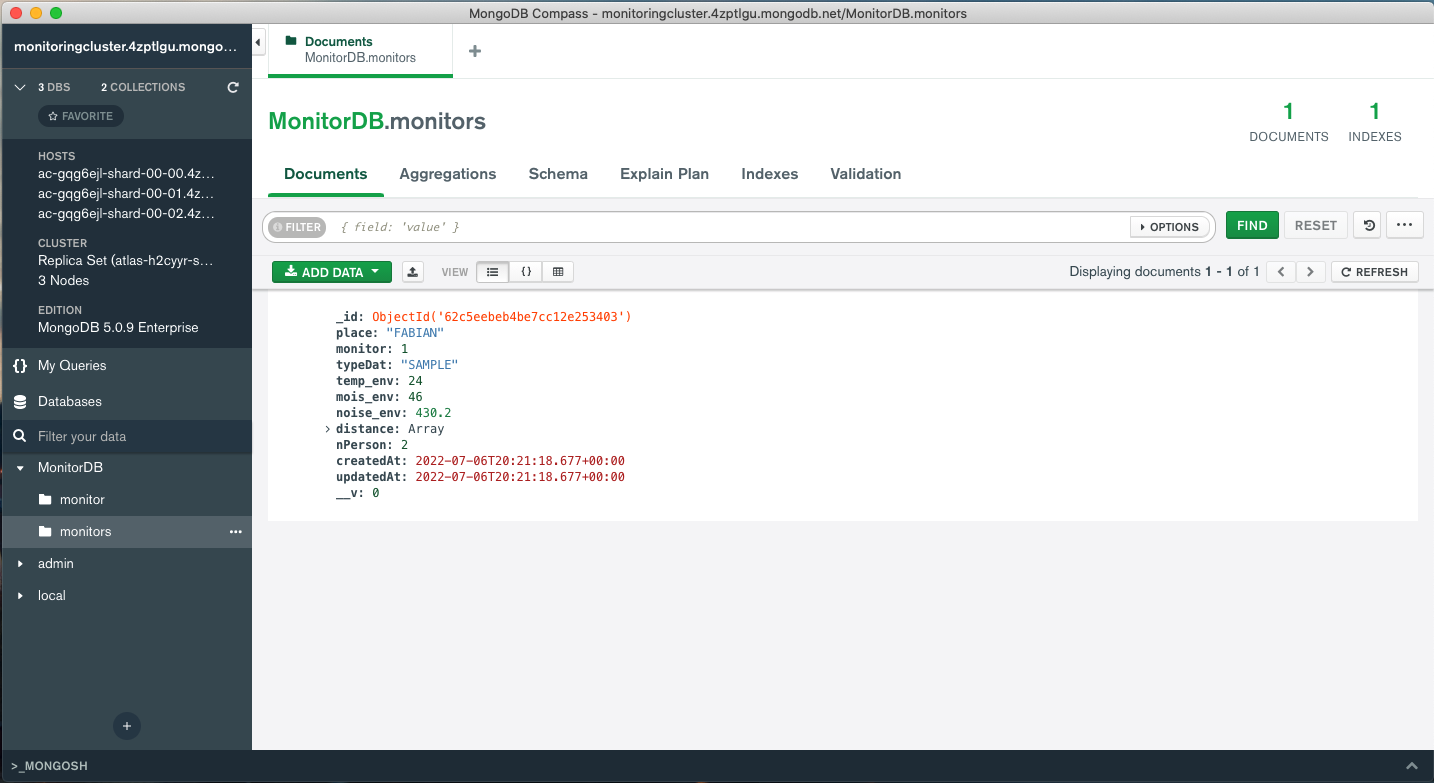 MongoDB Compass - monitoringcluster.4zptlgu.mongodb.net/MonitorDB.monitors
monitoringcluster.4zptlgu.mongo...
3 DBS 2 COLLECTIONS
FAVORITE
HOSTS
ac-gqg6ejl-shard-00-00.4z...
ac-gqg6ejl-shard-00-01.4z...
ac-gqg6ejl-shard-00-02.4z...
CLUSTER
Replica Set (atlas-h2cyyr-s...
3 Nodes
EDITION
MongoDB 5.0.9 Enterprise
{} My Queries
Databases
Filter your data
MonitorDB
monitor
monitors
admin
local
Documents
MonitorDB.monitors
MonitorDB.monitors
1 DOCUMENTS
1 INDEXES
Documents Aggregations Schema Explain Plan Indexes Validation
FILTER { field: 'value' } OPTIONS FIND RESET
ADD DATA VIEW {} Displaying documents 1 - 1 of 1 REFRESH
_id: ObjectId('62c5eebeb4be7cc12e253403')
place: "FABIAN"
monitor: 1
typeDat: "SAMPLE"
temp_env: 24
mois_env: 46
noise_env: 430.2
distance: Array
nPerson: 2
createdAt: 2022-07-06T20:21:18.677+00:00
updatedAt: 2022-07-06T20:21:18.677+00:00
__v: 0
>_MONGOSH